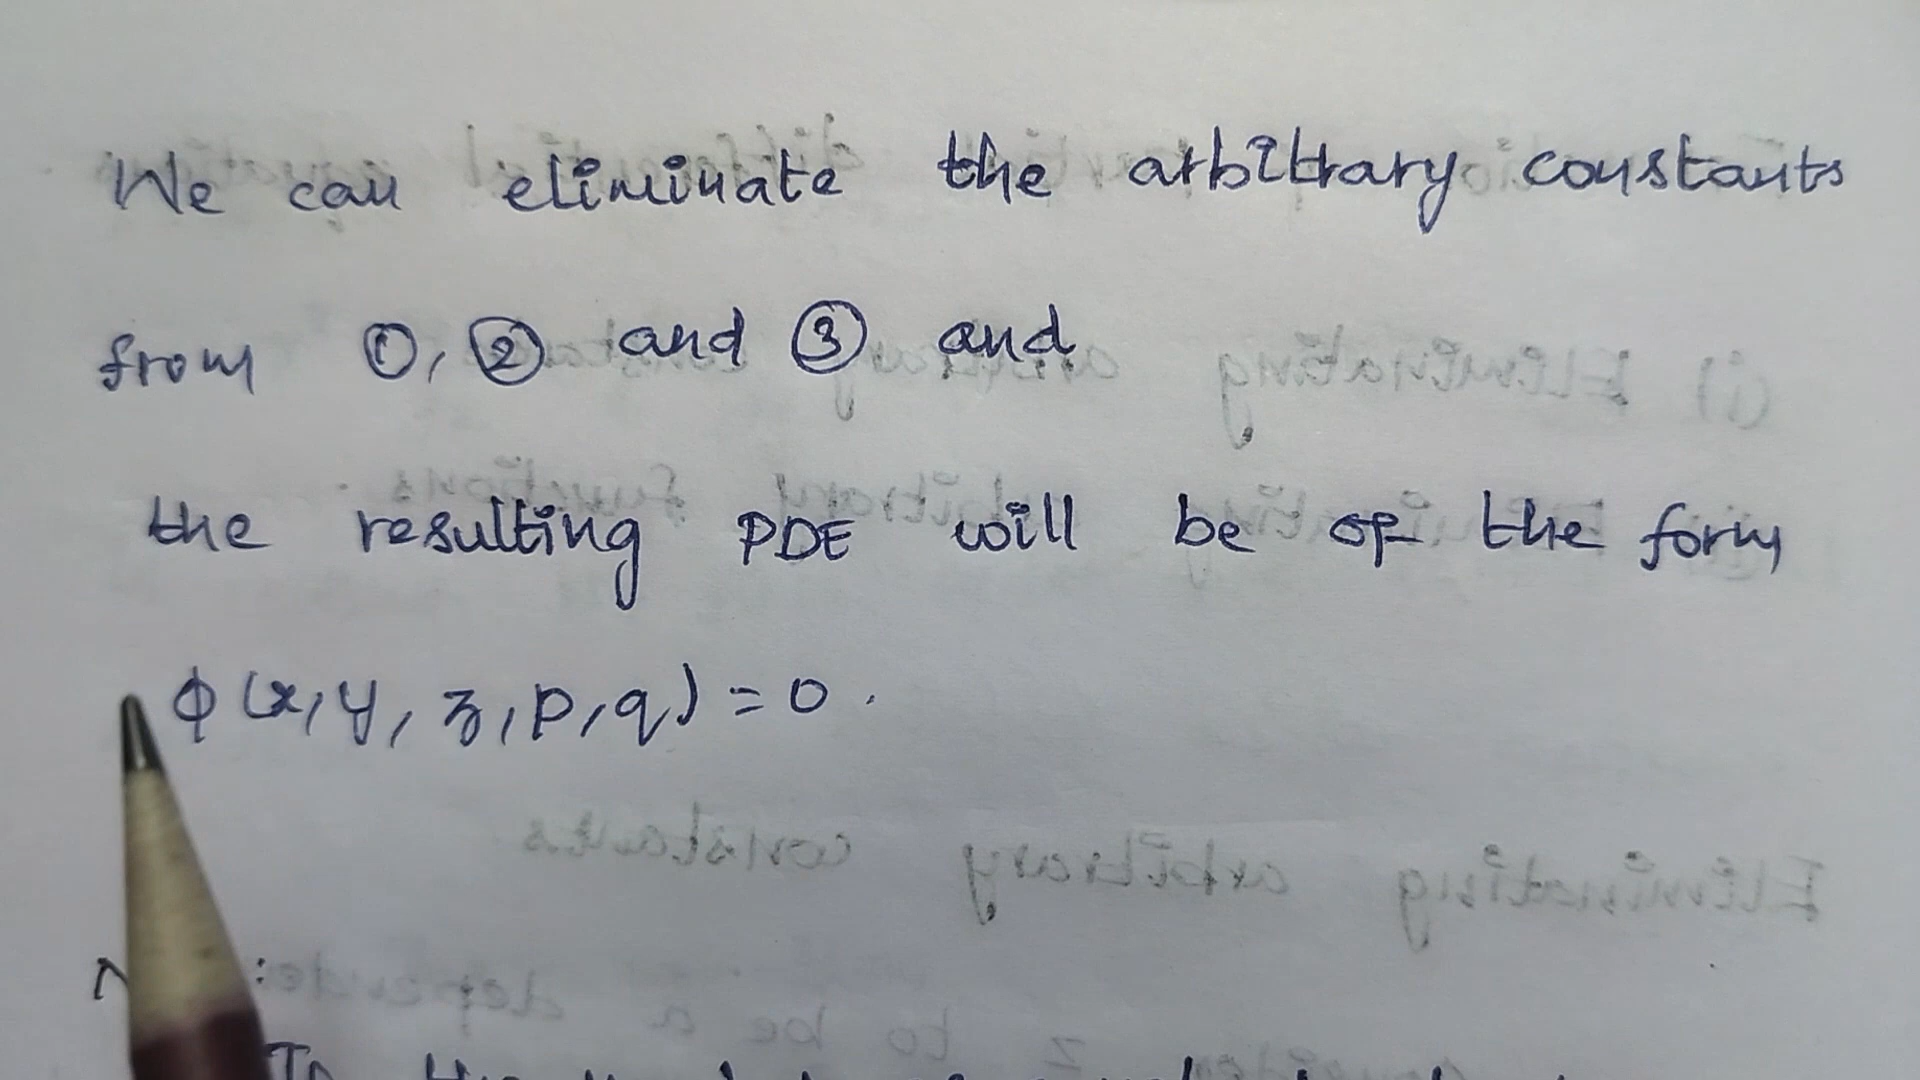 We can eliminate the arbitrary constants
from ①, ② and ③ and
the resulting PDE will be of the form
φ(x, y, z, p, q) = 0.